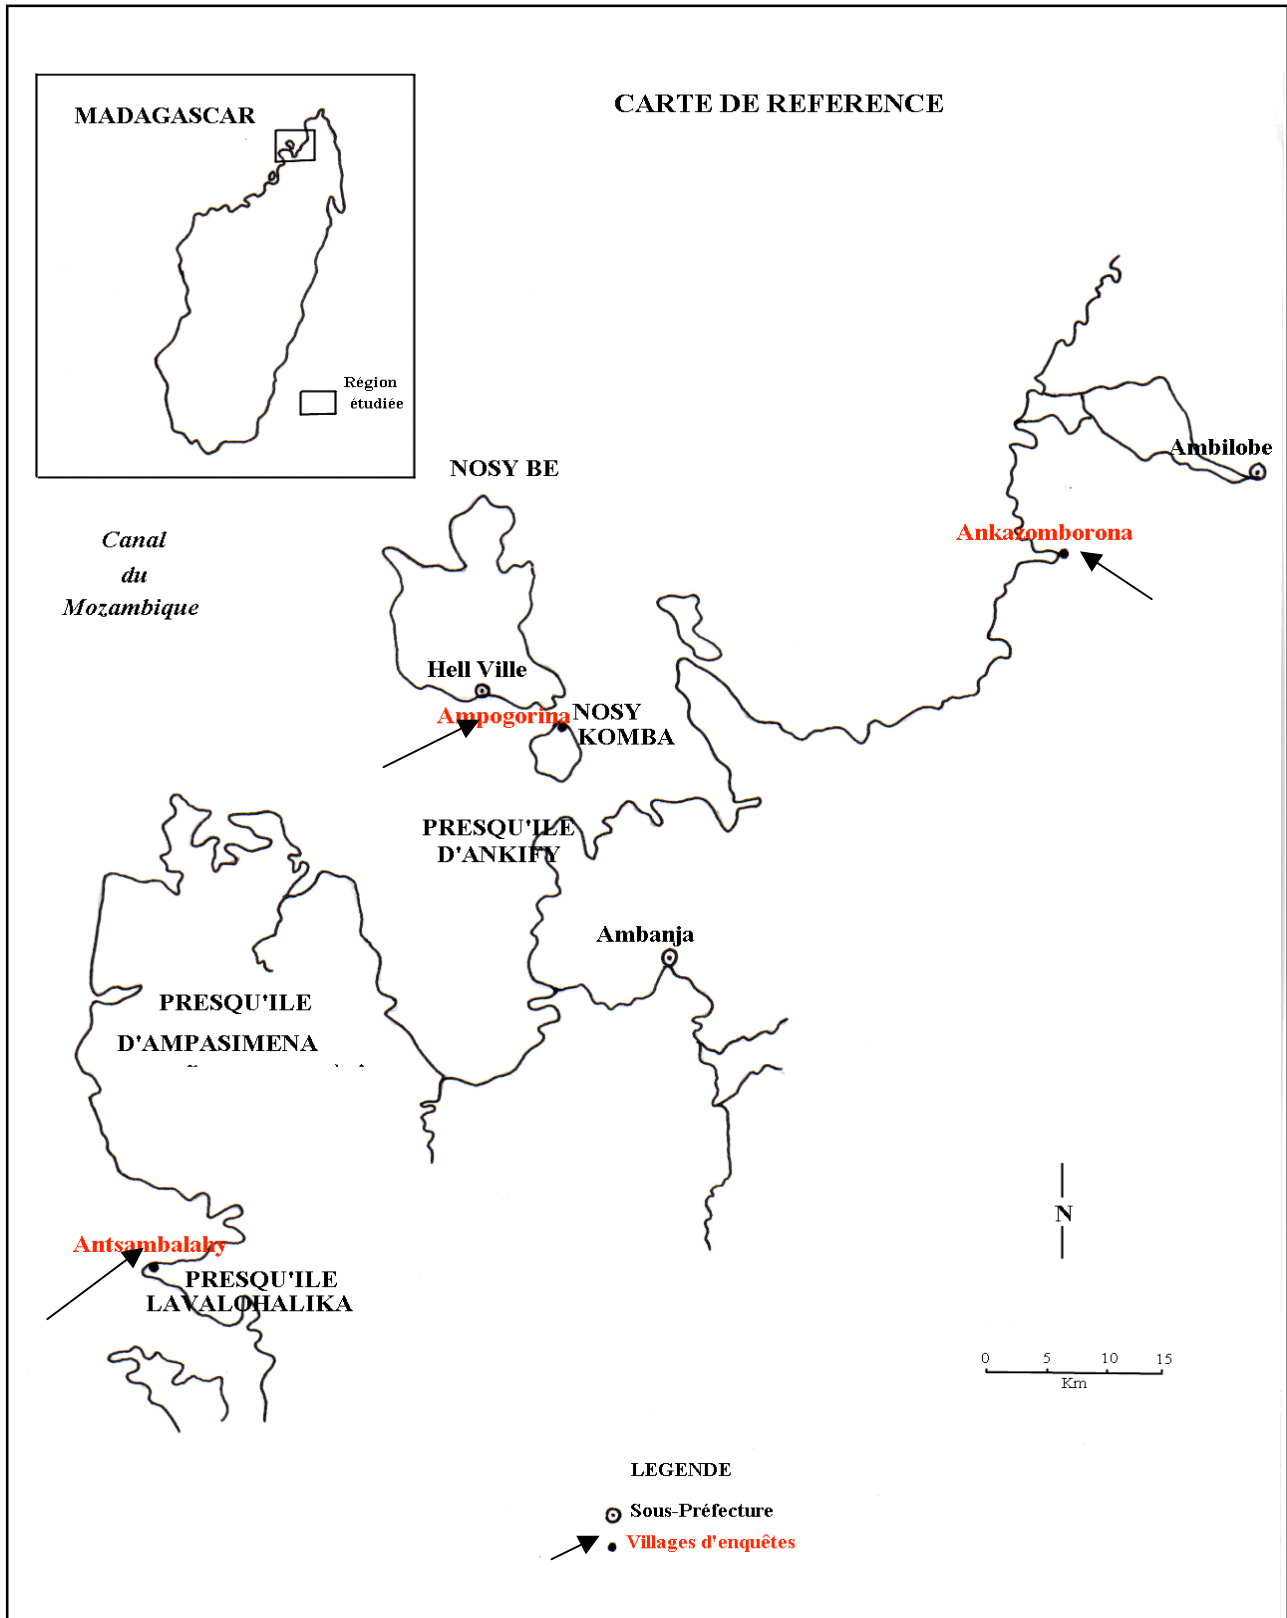 CARTE DE REFERENCE
MADAGASCAR
Région
étudiée
NOSY BE
Ambilobe
Canal
du
Mozambique
Ankazomborona
Hell Ville
Ampogorina
NOSY
KOMBA
PRESQU'ILE
D'ANKIFY
Ambanja
PRESQU'ILE
D'AMPASIMENA
N
Antsambalahy
PRESQU'ILE
LAVALOHALIKA
0 5 10 15
Km
LEGENDE
Sous-Préfecture
Villages d'enquêtes